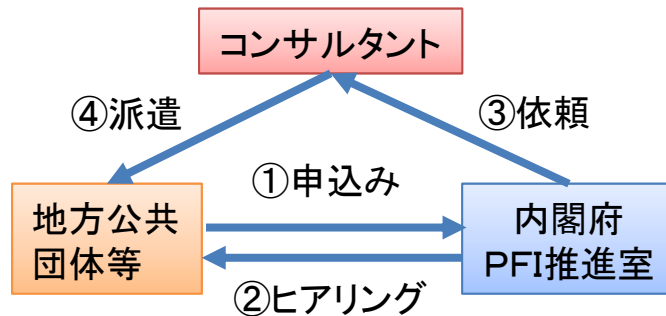 コンサルタント
④派遣
③依頼
①申込み
地方公共
団体等
内閣府
PFI推進室
②ヒアリング